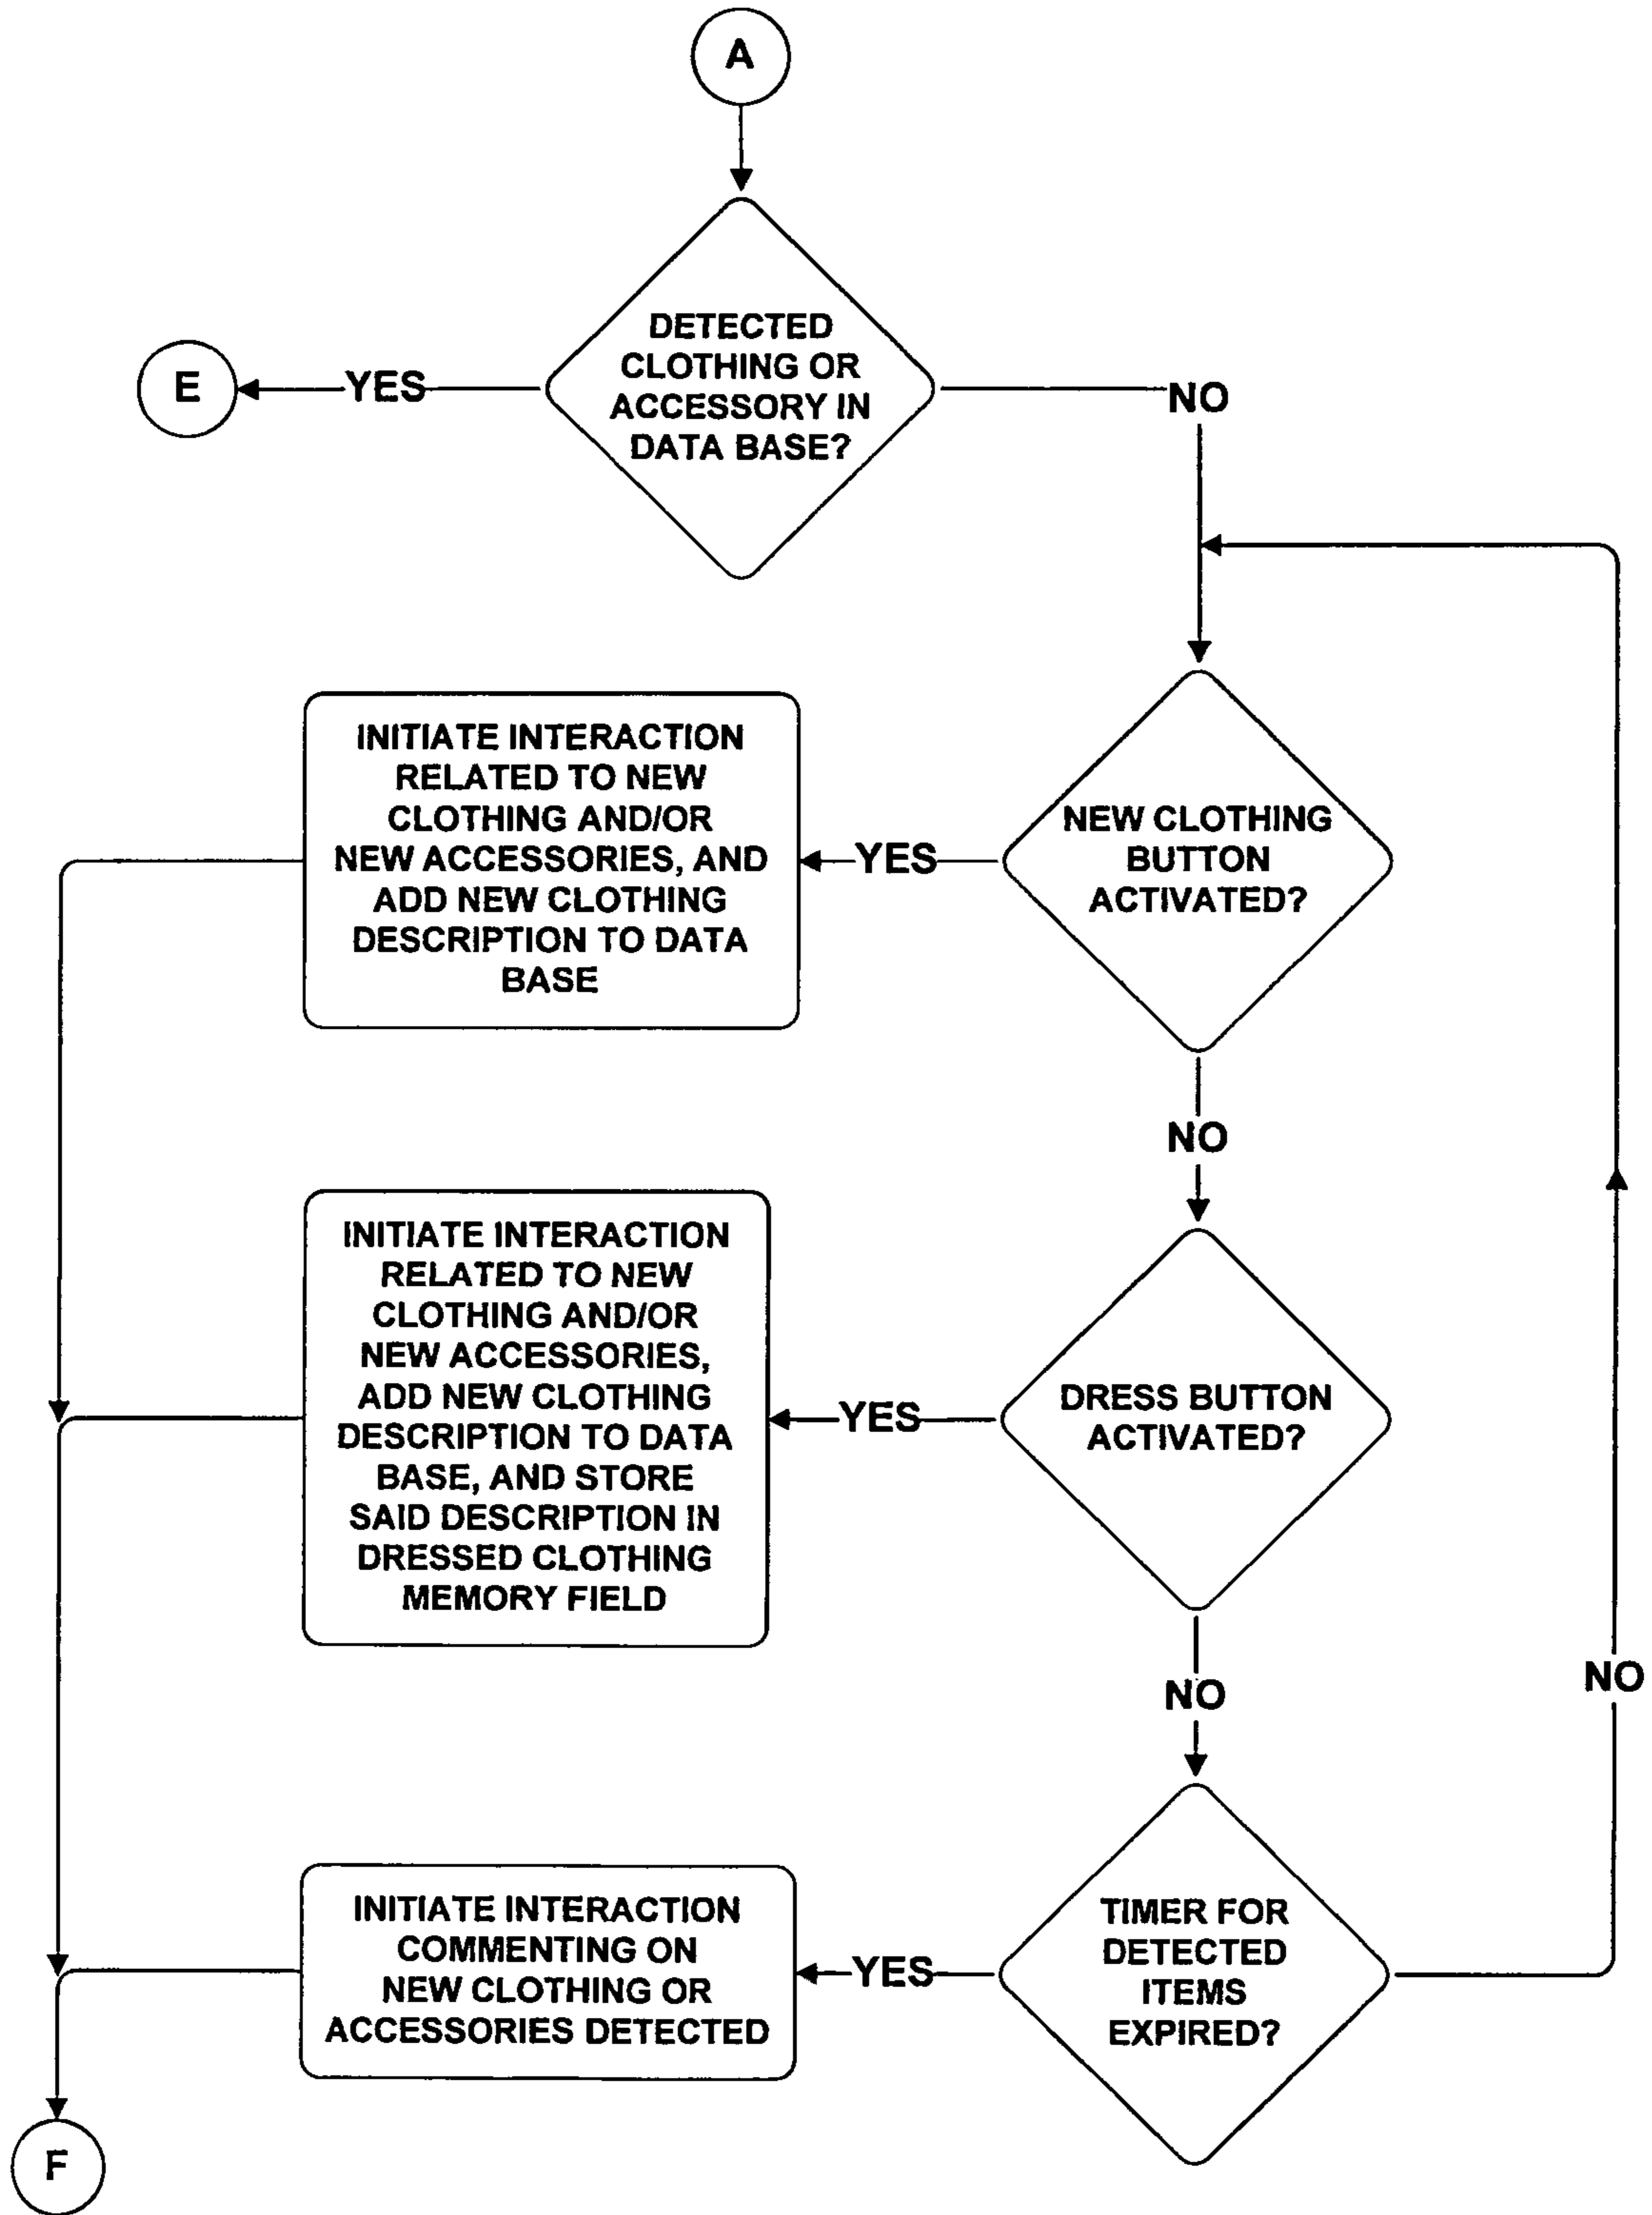 A
DETECTED
CLOTHING OR
ACCESSORY IN
DATA BASE?
E
YES
NO
INITIATE INTERACTION
RELATED TO NEW
CLOTHING AND/OR
NEW ACCESSORIES, AND
ADD NEW CLOTHING
DESCRIPTION TO DATA
BASE
YES
NEW CLOTHING
BUTTON
ACTIVATED?
NO
INITIATE INTERACTION
RELATED TO NEW
CLOTHING AND/OR
NEW ACCESSORIES,
ADD NEW CLOTHING
DESCRIPTION TO DATA
BASE, AND STORE
SAID DESCRIPTION IN
DRESSED CLOTHING
MEMORY FIELD
YES
DRESS BUTTON
ACTIVATED?
NO
NO
INITIATE INTERACTION
COMMENTING ON
NEW CLOTHING OR
ACCESSORIES DETECTED
YES
TIMER FOR
DETECTED
ITEMS
EXPIRED?
F